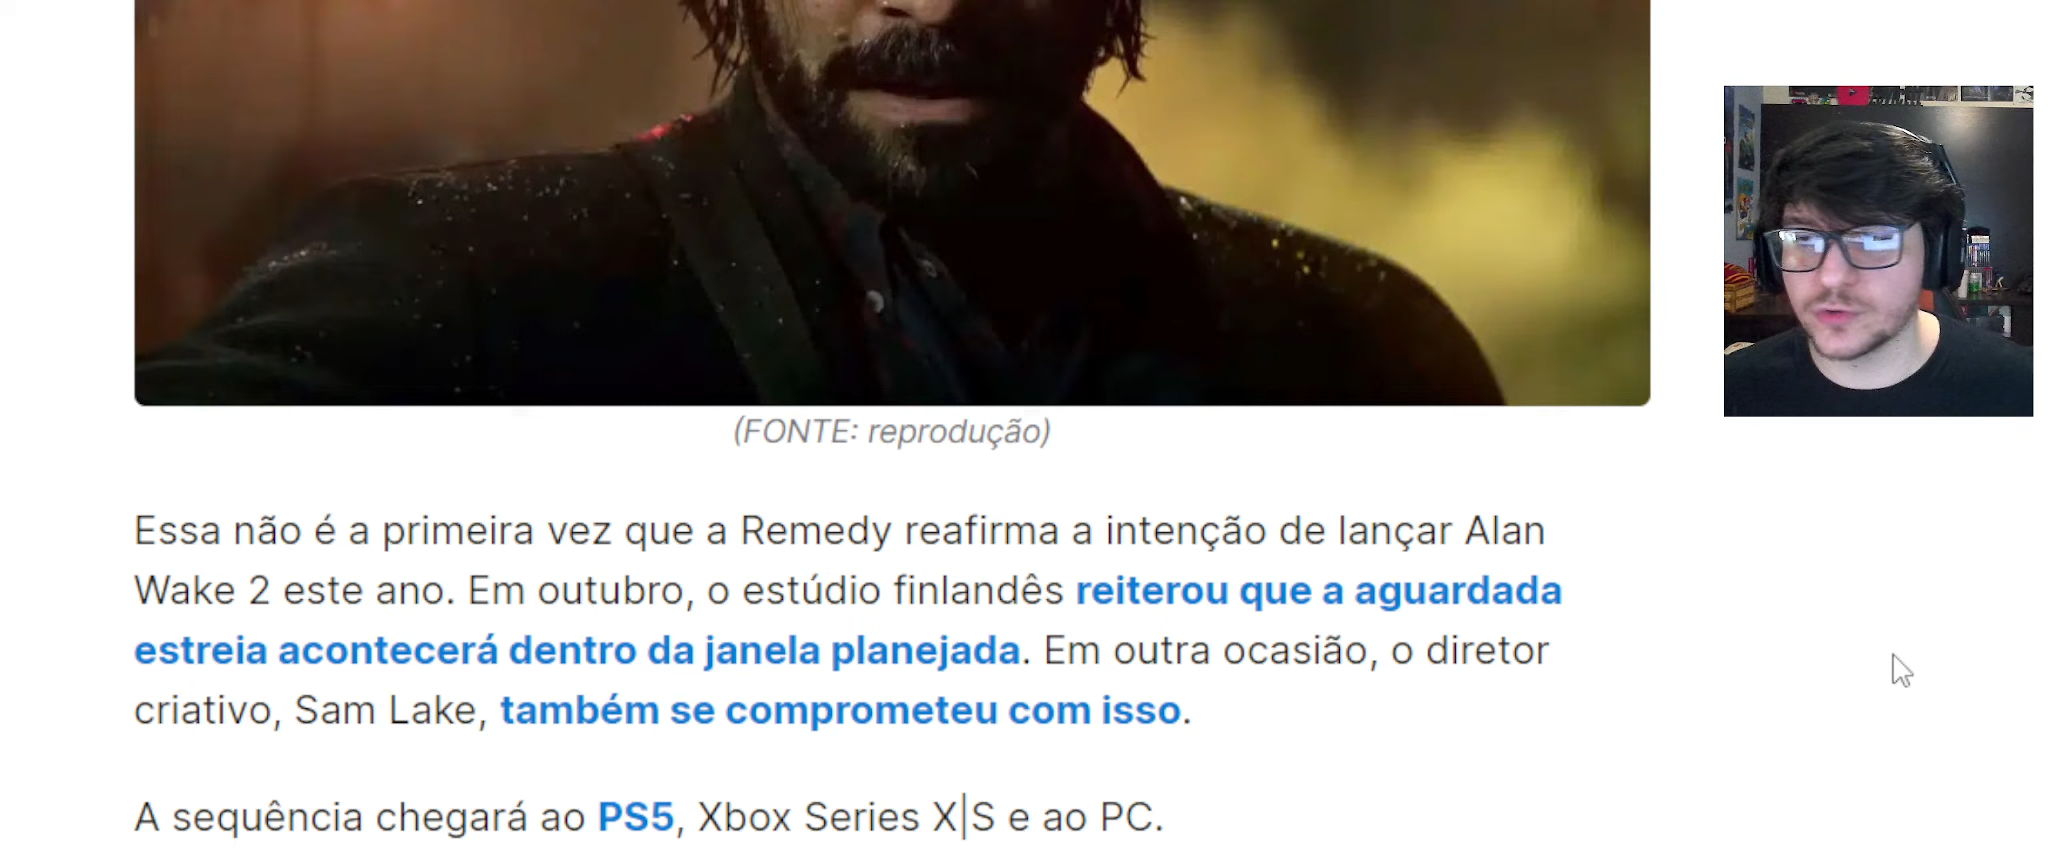 (FONTE: reprodução)
Essa não é a primeira vez que a Remedy reafirma a intenção de lançar Alan
Wake 2 este ano. Em outubro, o estúdio finlandês reiterou que a aguardada
estreia acontecerá dentro da janela planejada. Em outra ocasião, o diretor
criativo, Sam Lake, também se comprometeu com isso.
A sequência chegará ao PS5, Xbox Series X|S e ao PC.